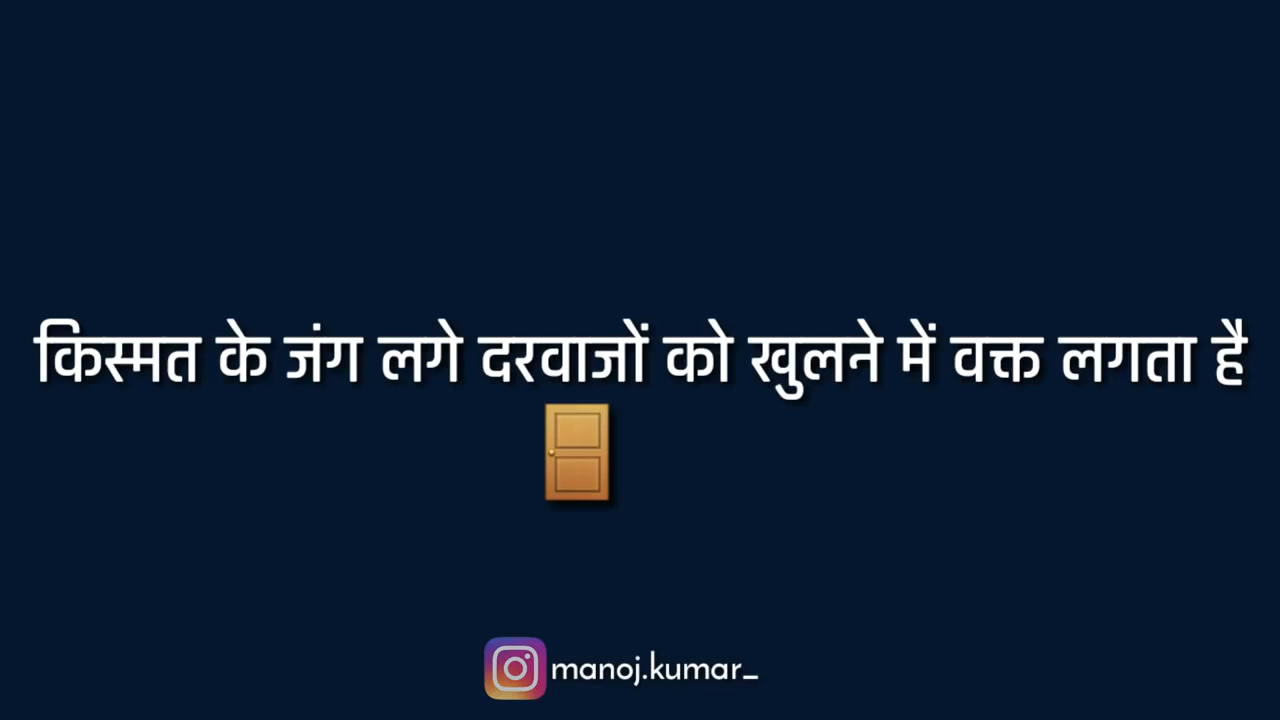 किस्मत के जंग लगे दरवाजों को खुलने में वक्त लगता है
manoj.kumar_